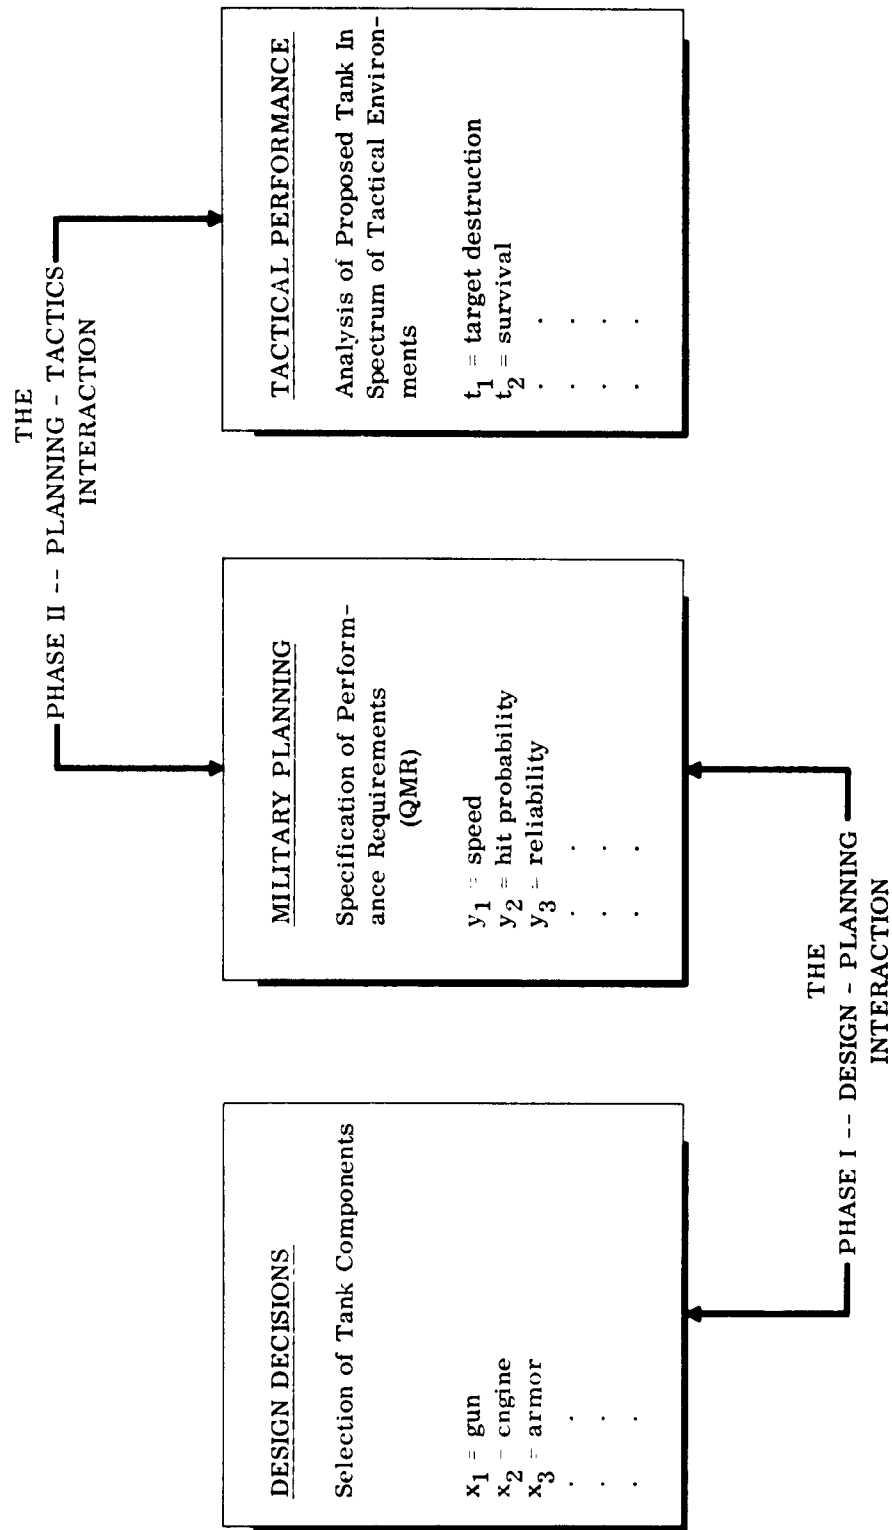 THE
PHASE II -- PLANNING - TACTICS
INTERACTION
DESIGN DECISIONS
Selection of Tank Components
x1 = gun
x2 = engine
x3 = armor
. .
. .
. .
MILITARY PLANNING
Specification of Perform-
ance Requirements
(QMR)
y1 = speed
y2 = hit probability
y3 = reliability
. .
. .
. .
TACTICAL PERFORMANCE
Analysis of Proposed Tank In
Spectrum of Tactical Environ-
ments
t1 = target destruction
t2 = survival
. .
. .
. .
. .
THE
PHASE I -- DESIGN - PLANNING
INTERACTION